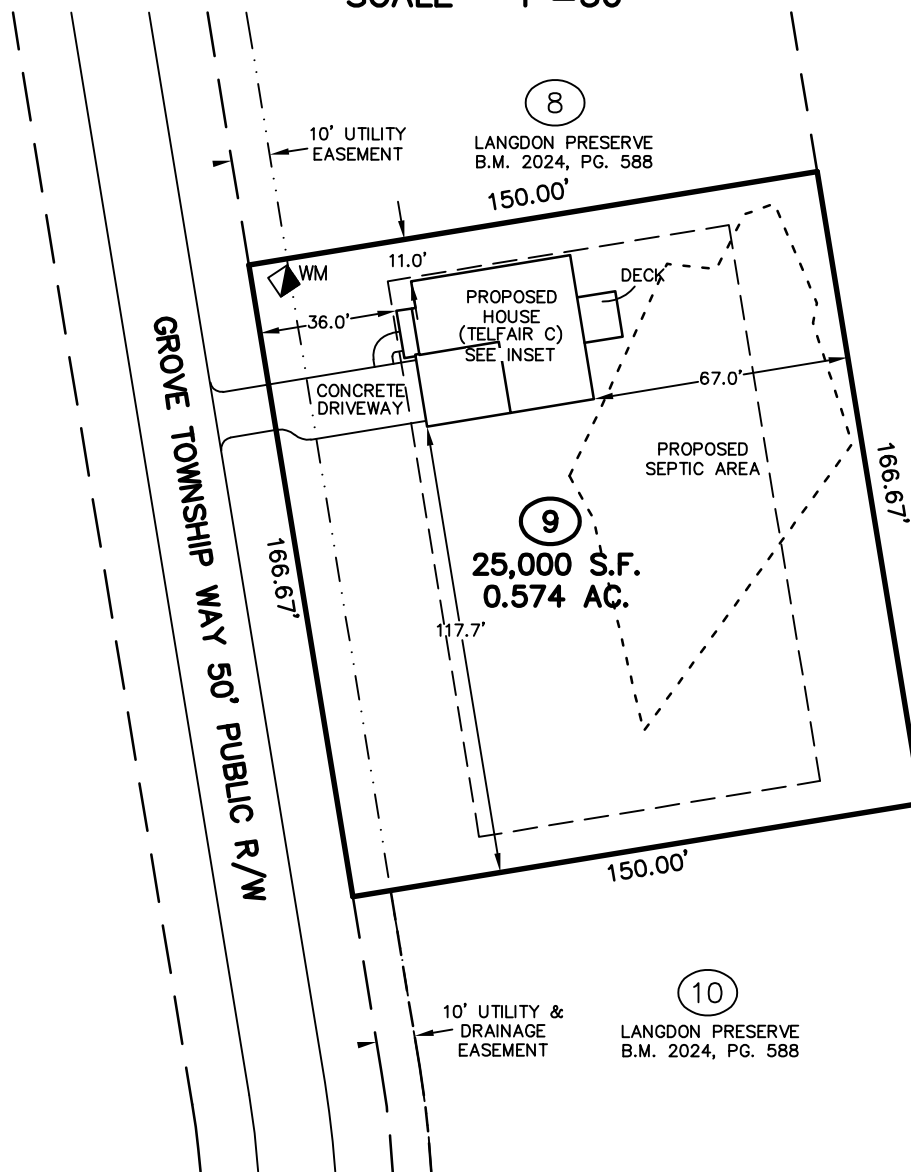 SCALE 1"=30'
8
10' UTILITY
EASEMENT
LANGDON PRESERVE
B.M. 2024, PG. 588
150.00'
WM
11.0'
DECK
PROPOSED
HOUSE
(TELFAIR C)
SEE INSET
36.0'
CONCRETE
DRIVEWAY
67.0'
PROPOSED
SEPTIC AREA
166.67'
9
25,000 S.F.
0.574 AC.
166.67'
117.7'
GROVE TOWNSHIP WAY 50' PUBLIC R/W
150.00'
10
10' UTILITY &
DRAINAGE
EASEMENT
LANGDON PRESERVE
B.M. 2024, PG. 588